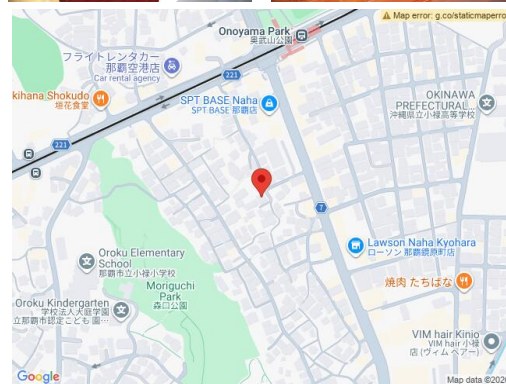 Map error: g.co/staticmaperro
Onoyama Park
奥武山公園
フライトレンタカー
那覇空港店
Car rental agency
221
SPT BASE Naha
SPT BASE 那覇店
OKINAWA
PREFECTURAL...
沖縄県立小禄高等学校
kihana Shokudo
垣花食堂
221
7
Lawson Naha Kyohara
ローソン 那覇鏡原町店
Oroku Elementary
School
那覇市立小禄小学校
Moriguchi
Park
森口公園
焼肉 たちばな
Oroku Kindergarten
学校法人大庭学園
立那覇市認定こども園...
VIM hair Kinio
VIM hair 小禄
店 (ヴィム ヘアー)
Google
Map data ©2026